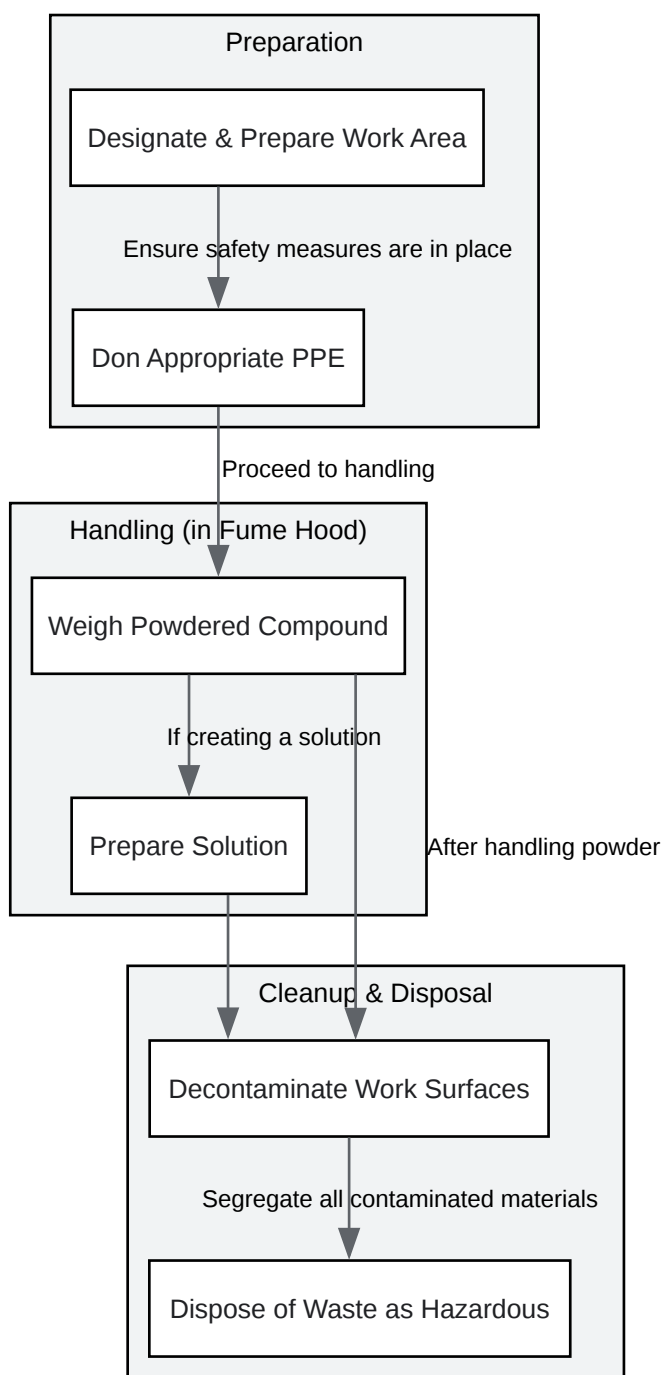 Preparation
Designate & Prepare Work Area
Ensure safety measures are in place
Don Appropriate PPE
Proceed to handling
Handling (in Fume Hood)
Weigh Powdered Compound
If creating a solution
Prepare Solution
After handling powder
Cleanup & Disposal
Decontaminate Work Surfaces
Segregate all contaminated materials
Dispose of Waste as Hazardous